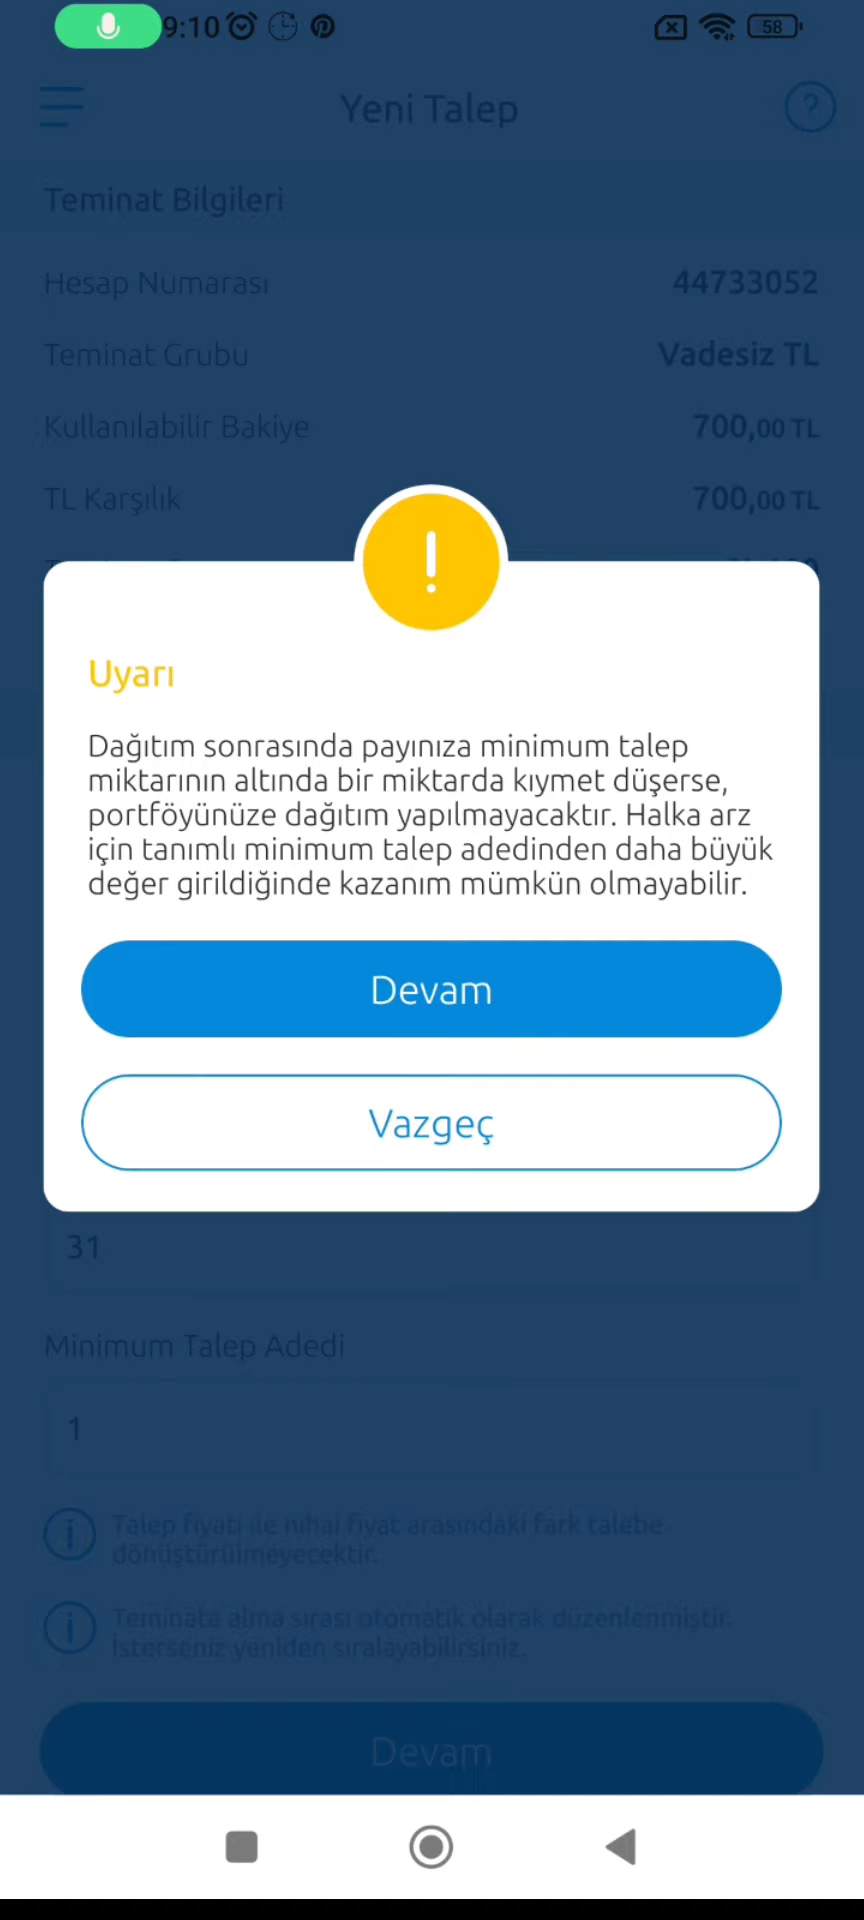 9:10
58
Yeni Talep
?
Teminat Bilgileri
Hesap Numarası 44733052
Teminat Grubu Vadesiz TL
Kullanılabilir Bakiye 700,00 TL
TL Karşılık 700,00 TL
Uyarı
Dağıtım sonrasında payınıza minimum talep
miktarının altında bir miktarda kıymet düşerse,
portföyünüze dağıtım yapılmayacaktır. Halka arz
için tanımlı minimum talep adedinden daha büyük
değer girildiğinde kazanım mümkün olmayabilir.
Devam
Vazgeç
31
Minimum Talep Adedi
1
Talep fiyatı ile nihai fiyat arasındaki fark talebe
dönüştürülmeyecektir.
Teminata alma sırası otomatik olarak düzenlenmiştir.
İsterseniz yeniden sıralayabilirsiniz.
Devam